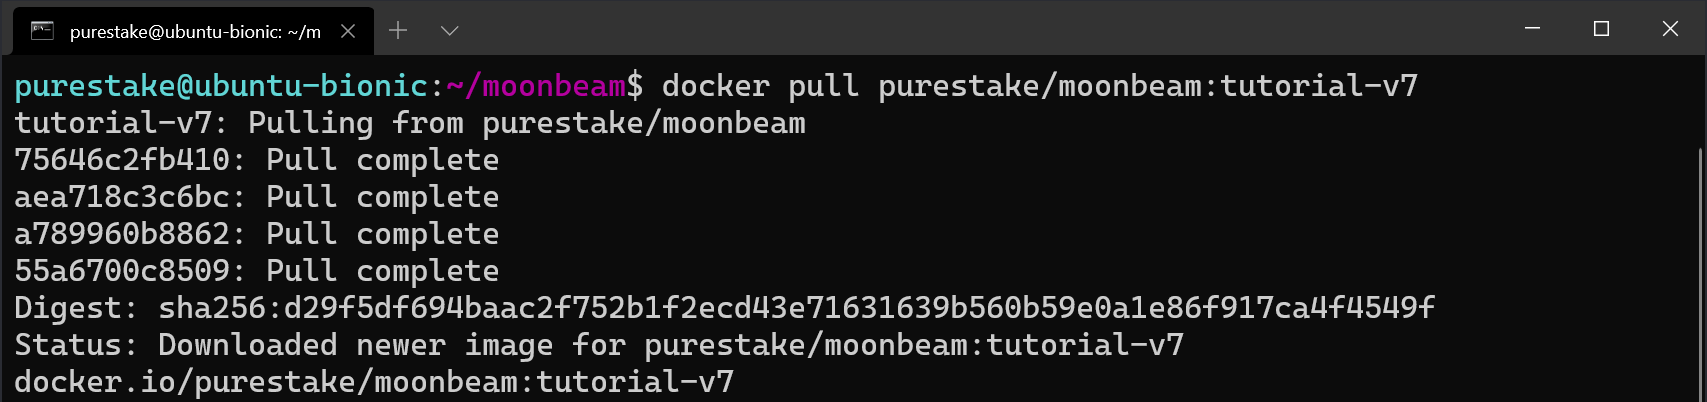 purestake@ubuntu-bionic: ~/m
purestake@ubuntu-bionic:~/moonbeam$ docker pull purestake/moonbeam:tutorial-v7
tutorial-v7: Pulling from purestake/moonbeam
75646c2fb410: Pull complete
aea718c3c6bc: Pull complete
a789960b8862: Pull complete
55a6700c8509: Pull complete
Digest: sha256:d29f5df694baac2f752b1f2ecd43e71631639b560b59e0a1e86f917ca4f4549f
Status: Downloaded newer image for purestake/moonbeam:tutorial-v7
docker.io/purestake/moonbeam:tutorial-v7